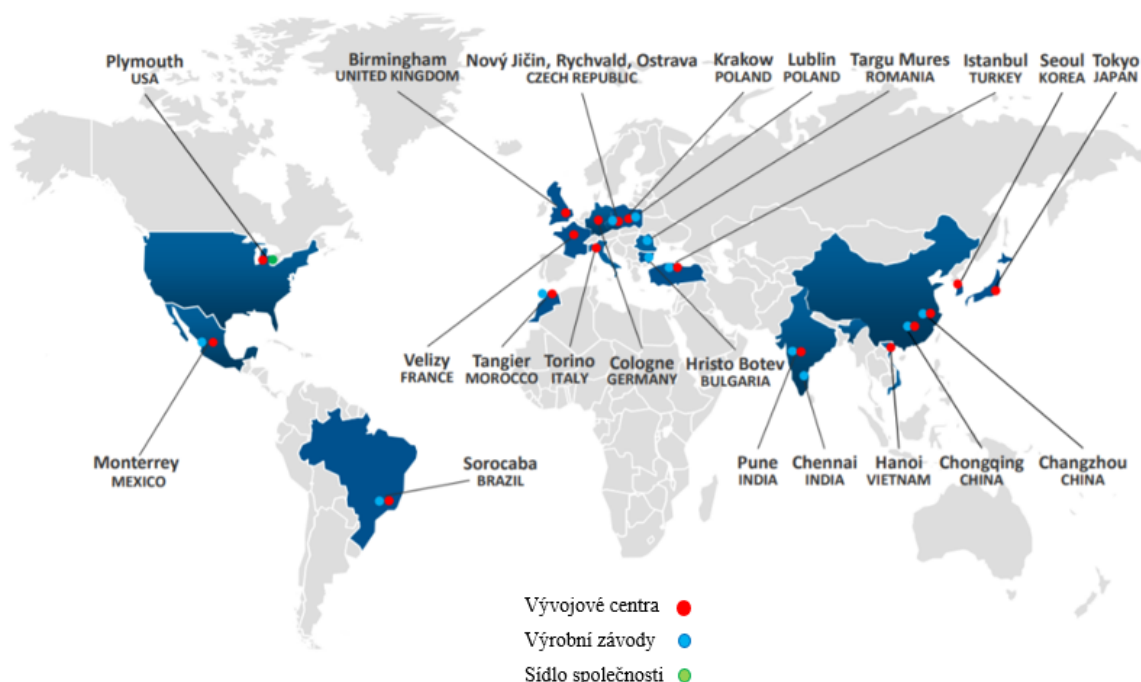 Plymouth
USA
Birmingham
UNITED KINGDOM
Nový Jičín, Rychvald, Ostrava
CZECH REPUBLIC
Krakow
POLAND
Lublin
POLAND
Targu Mures
ROMANIA
Istanbul
TURKEY
Seoul
KOREA
Tokyo
JAPAN
Velizy
FRANCE
Tangier
MOROCCO
Torino
ITALY
Cologne
GERMANY
Hristo Botev
BULGARIA
Monterrey
MEXICO
Sorocaba
BRAZIL
Pune
INDIA
Chennai
INDIA
Hanoi
VIETNAM
Chongqing
CHINA
Changzhou
CHINA
Vývojové centra
Výrobní závody
Sídlo společnosti